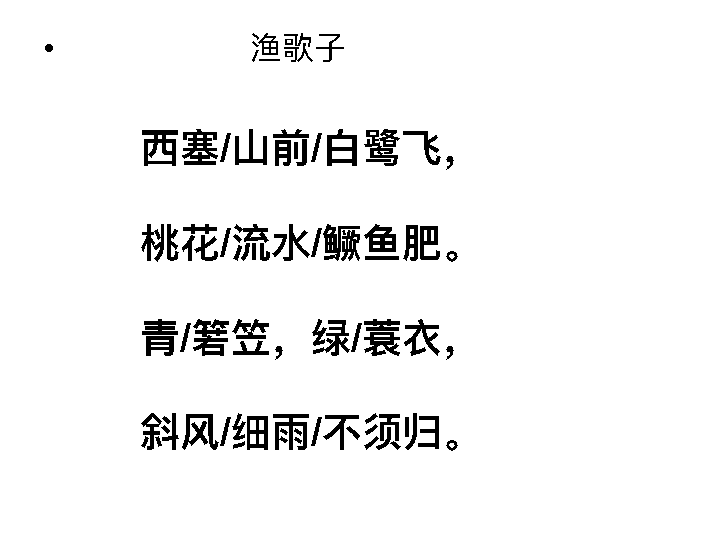 • 渔歌子
西塞/山前/白鹭飞，
桃花/流水/鳜鱼肥。
青/箬笠，绿/蓑衣，
斜风/细雨/不须归。